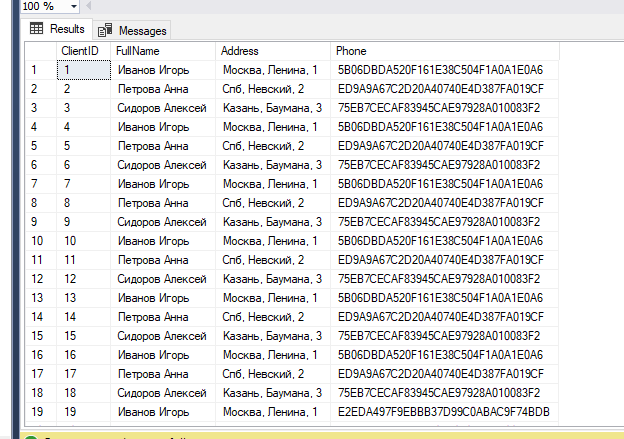 100 %
Results Messages
ClientID FullName Address Phone
1 1 Иванов Игорь Москва, Ленина, 1 5B06DBDA520F161E38C504F1A0A1E0A6
2 2 Петрова Анна Спб, Невский, 2 ED9A9A67C2D20A40740E4D387FA019CF
3 3 Сидоров Алексей Казань, Баумана, 3 75EB7CECAF83945CAE97928A010083F2
4 4 Иванов Игорь Москва, Ленина, 1 5B06DBDA520F161E38C504F1A0A1E0A6
5 5 Петрова Анна Спб, Невский, 2 ED9A9A67C2D20A40740E4D387FA019CF
6 6 Сидоров Алексей Казань, Баумана, 3 75EB7CECAF83945CAE97928A010083F2
7 7 Иванов Игорь Москва, Ленина, 1 5B06DBDA520F161E38C504F1A0A1E0A6
8 8 Петрова Анна Спб, Невский, 2 ED9A9A67C2D20A40740E4D387FA019CF
9 9 Сидоров Алексей Казань, Баумана, 3 75EB7CECAF83945CAE97928A010083F2
10 10 Иванов Игорь Москва, Ленина, 1 5B06DBDA520F161E38C504F1A0A1E0A6
11 11 Петрова Анна Спб, Невский, 2 ED9A9A67C2D20A40740E4D387FA019CF
12 12 Сидоров Алексей Казань, Баумана, 3 75EB7CECAF83945CAE97928A010083F2
13 13 Иванов Игорь Москва, Ленина, 1 5B06DBDA520F161E38C504F1A0A1E0A6
14 14 Петрова Анна Спб, Невский, 2 ED9A9A67C2D20A40740E4D387FA019CF
15 15 Сидоров Алексей Казань, Баумана, 3 75EB7CECAF83945CAE97928A010083F2
16 16 Иванов Игорь Москва, Ленина, 1 5B06DBDA520F161E38C504F1A0A1E0A6
17 17 Петрова Анна Спб, Невский, 2 ED9A9A67C2D20A40740E4D387FA019CF
18 18 Сидоров Алексей Казань, Баумана, 3 75EB7CECAF83945CAE97928A010083F2
19 19 Иванов Игорь Москва, Ленина, 1 E2EDA497F9EBBB37D99C0ABAC9F74BDB